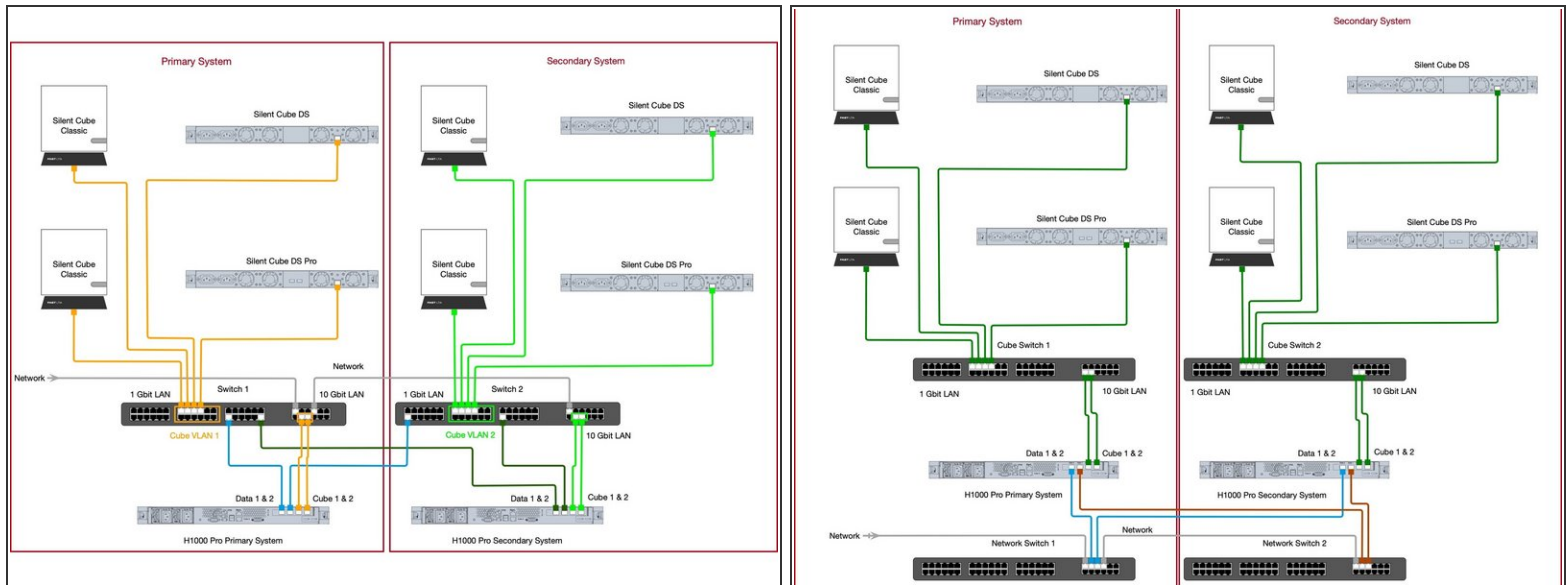 Primary System
Secondary System
Silent Cube
Classic
Silent Cube DS
Silent Cube
Classic
Silent Cube DS
Silent Cube
Classic
Silent Cube DS Pro
Silent Cube
Classic
Silent Cube DS Pro
Network
Network
1 Gbit LAN
Switch 1
10 Gbit LAN
1 Gbit LAN
Switch 2
Cube VLAN 1
Cube VLAN 2
10 Gbit LAN
Data 1 & 2
Cube 1 & 2
Data 1 & 2
Cube 1 & 2
H1000 Pro Primary System
H1000 Pro Secondary System
Primary System
Secondary System
Silent Cube
Classic
Silent Cube DS
Silent Cube
Classic
Silent Cube DS
Silent Cube
Classic
Silent Cube DS Pro
Silent Cube
Classic
Silent Cube DS Pro
Cube Switch 1
Cube Switch 2
1 Gbit LAN
10 Gbit LAN
1 Gbit LAN
10 Gbit LAN
Data 1 & 2
Cube 1 & 2
Data 1 & 2
Cube 1 & 2
H1000 Pro Primary System
H1000 Pro Secondary System
Network
Network
Network Switch 1
Network Switch 2